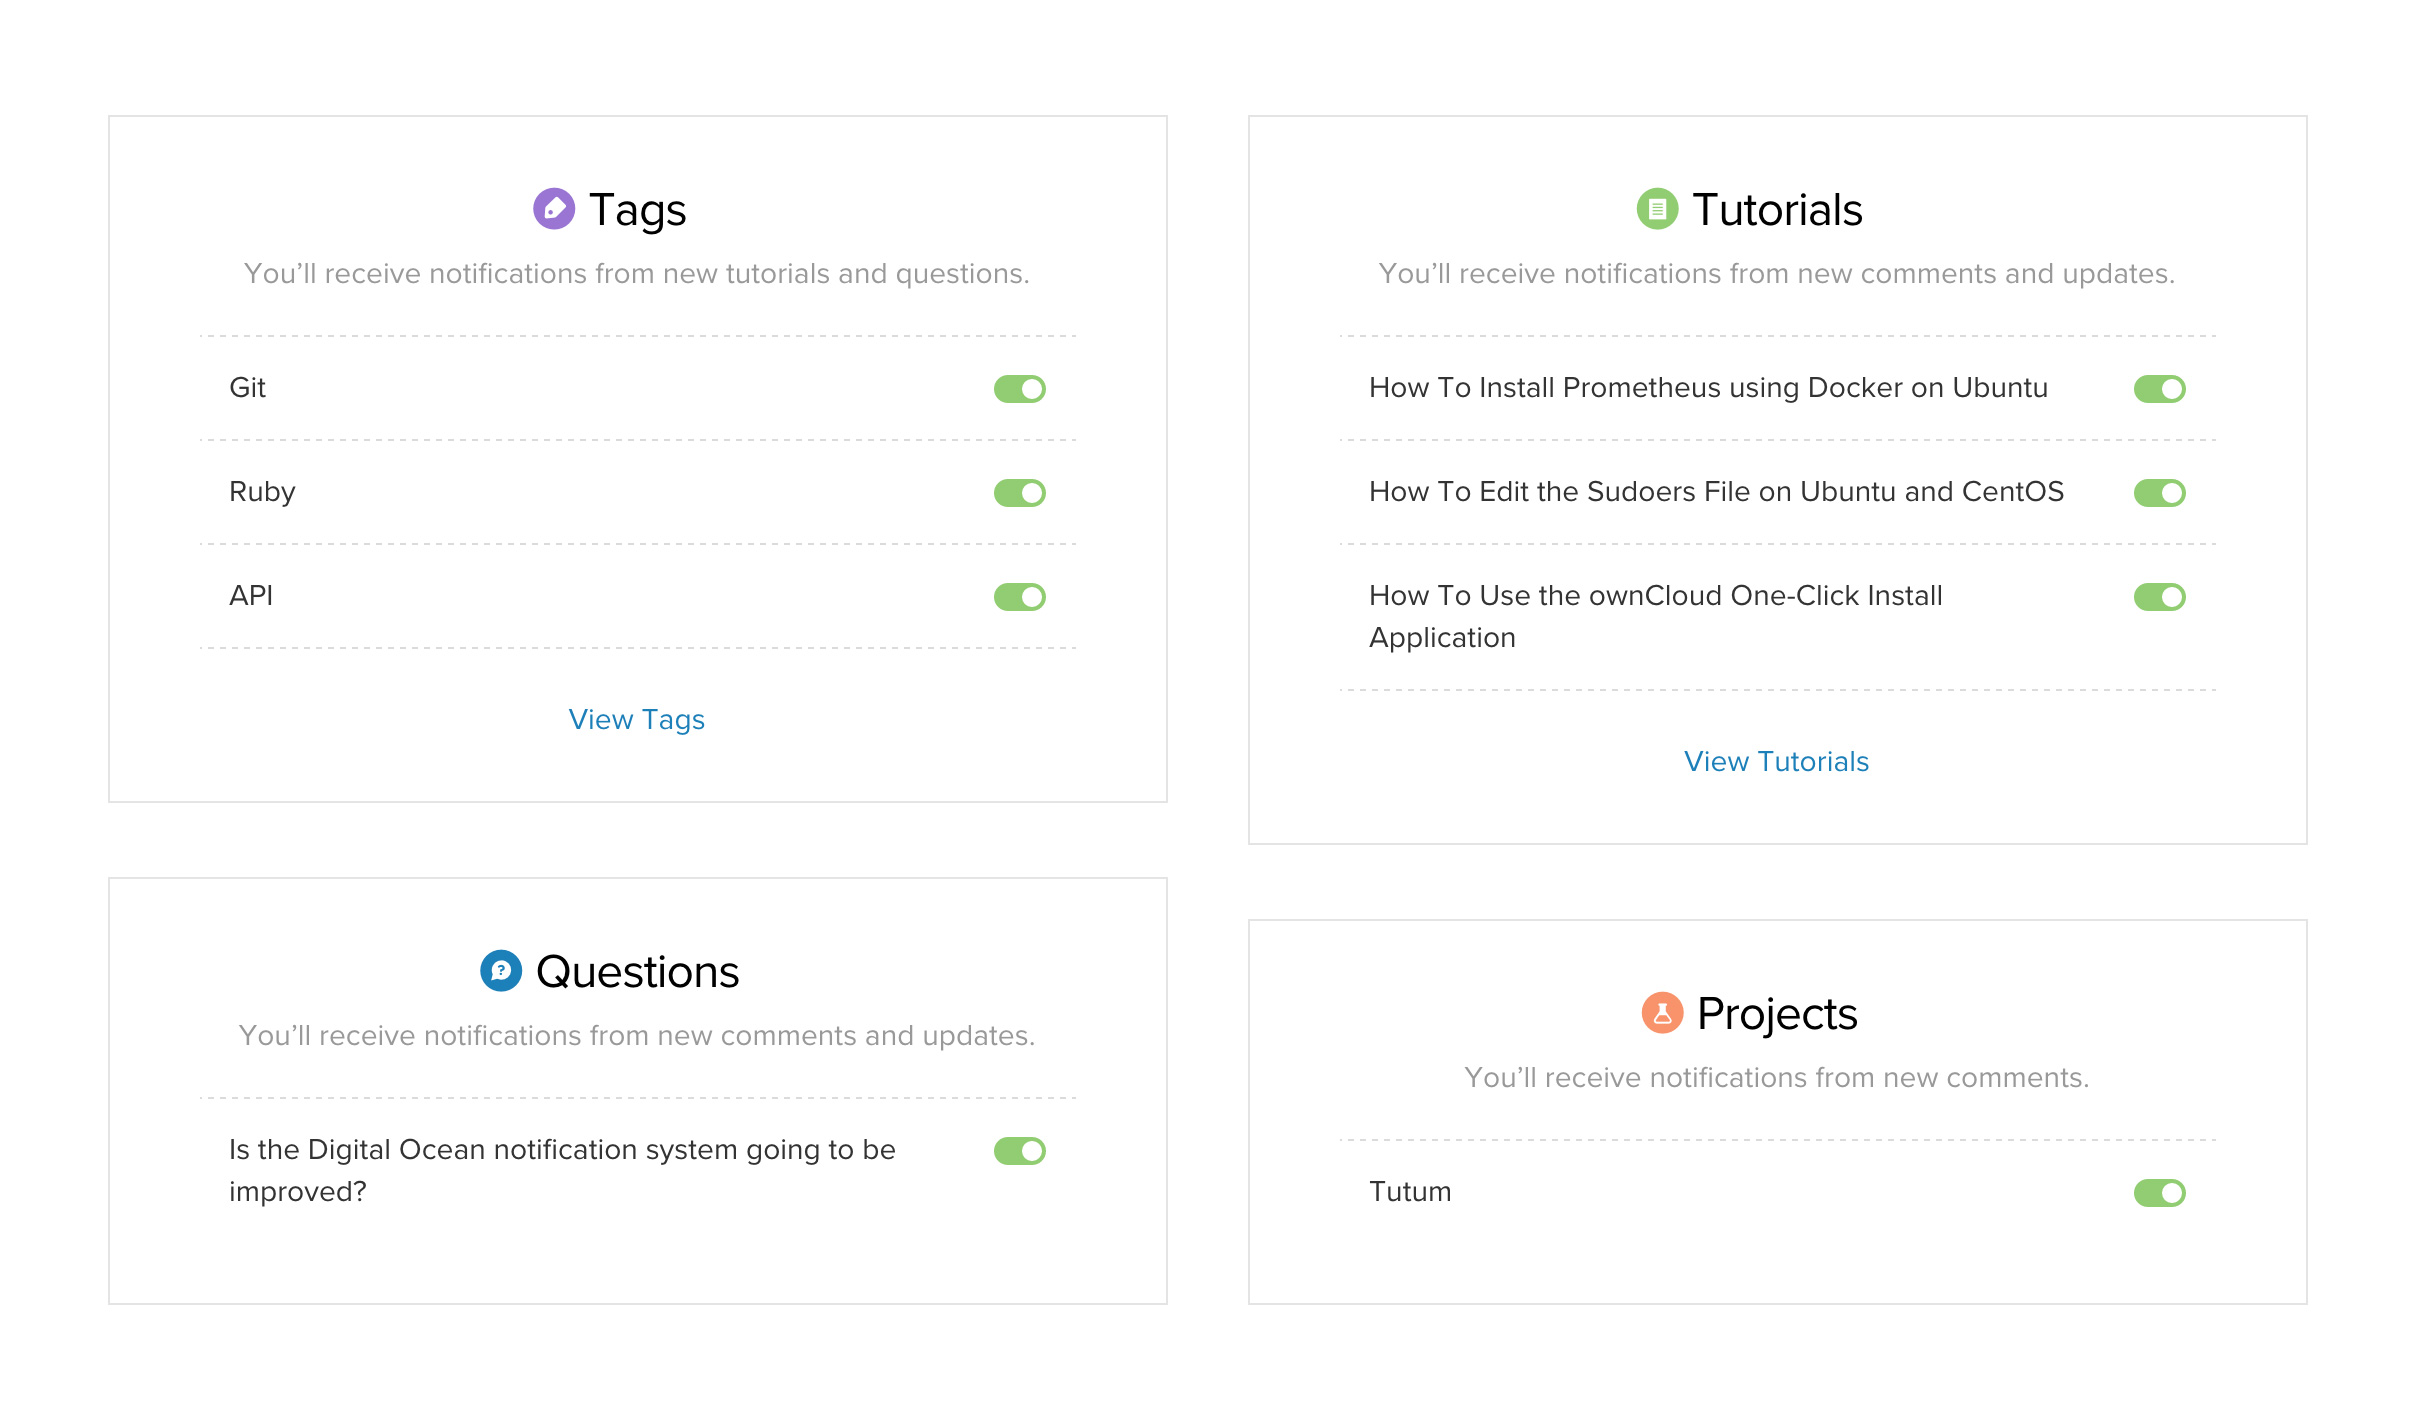 Tags
You’ll receive notifications from new tutorials and questions.
Git
Ruby
API
View Tags
Tutorials
You’ll receive notifications from new comments and updates.
How To Install Prometheus using Docker on Ubuntu
How To Edit the Sudoers File on Ubuntu and CentOS
How To Use the ownCloud One-Click Install
Application
View Tutorials
Questions
You’ll receive notifications from new comments and updates.
Is the Digital Ocean notification system going to be
improved?
Projects
You’ll receive notifications from new comments.
Tutum